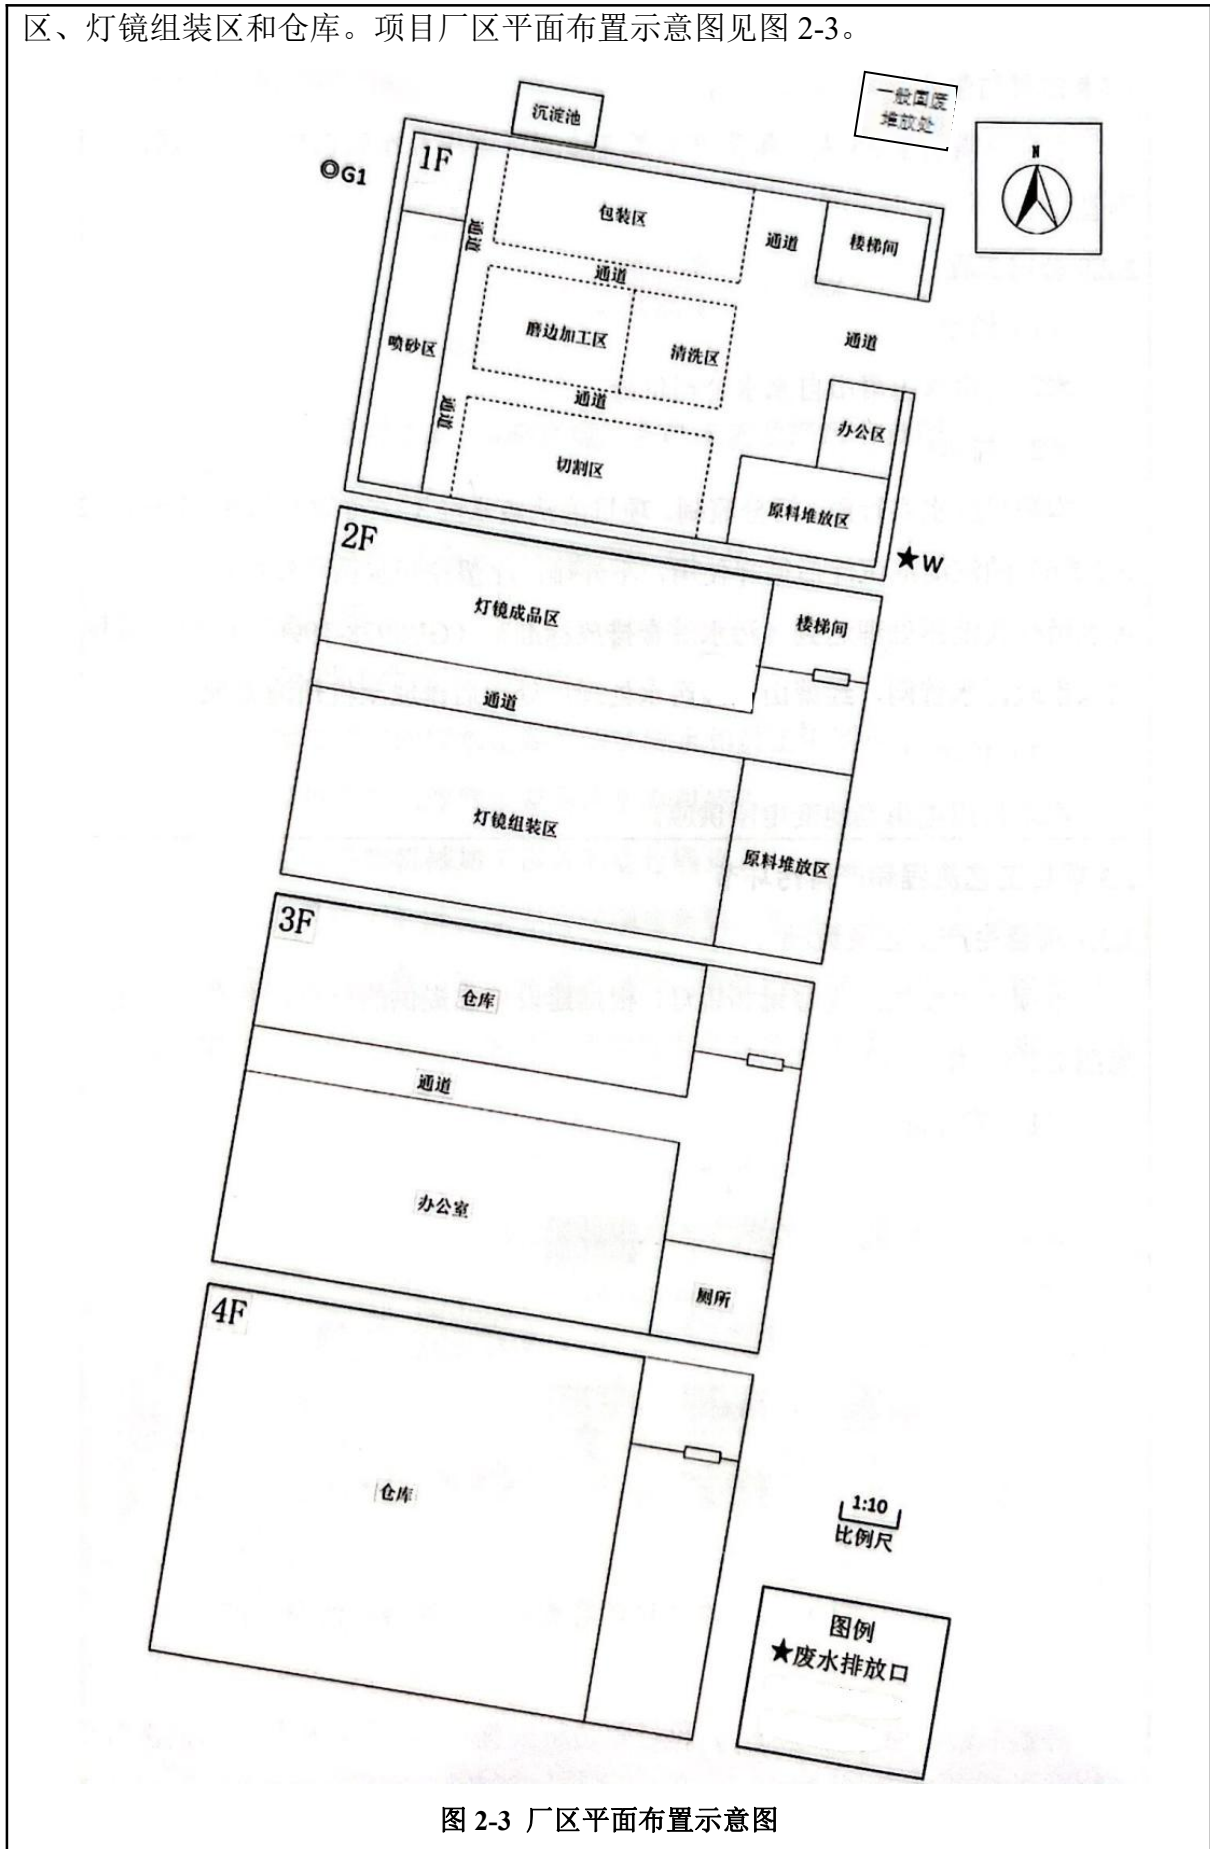 区、灯镜组装区和仓库。项目厂区平面布置示意图见图 2-3。
沉淀池
一般固废
堆放处
N
◎G1
1F
包装区
通道
楼梯间
通道
通道
磨边加工区
清洗区
通道
喷砂区
通道
通道
办公区
切割区
原料堆放区
★W
2F
灯镜成品区
楼梯间
通道
灯镜组装区
原料堆放区
3F
仓库
通道
办公室
厕所
4F
仓库
1:10
比例尺
图例
★废水排放口
图 2-3 厂区平面布置示意图